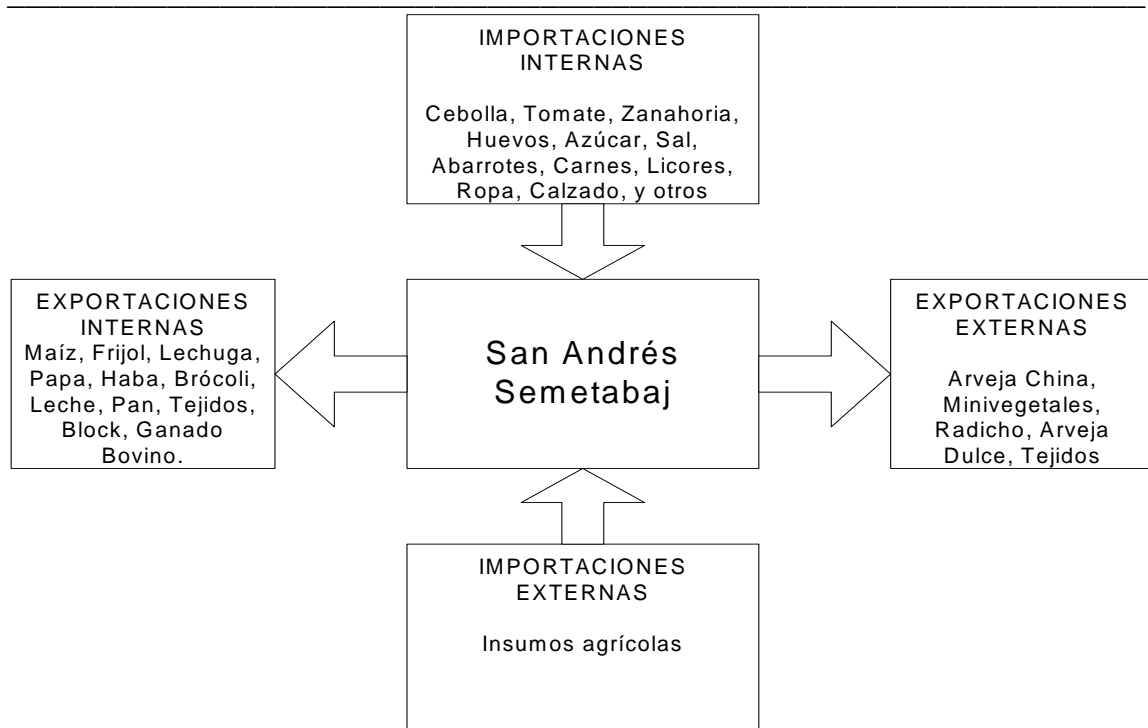 IMPORTACIONES
INTERNAS
Cebolla, Tomate, Zanahoria,
Huevos, Azúcar, Sal,
Abarrotes, Carnes, Licores,
Ropa, Calzado, y otros
EXPORTACIONES
INTERNAS
Maíz, Frijol, Lechuga,
Papa, Haba, Brócoli,
Leche, Pan, Tejidos,
Block, Ganado
Bovino.
San Andrés
Semetabaj
EXPORTACIONES
EXTERNAS
Arveja China,
Minivegetales,
Radicho, Arveja
Dulce, Tejidos
IMPORTACIONES
EXTERNAS
Insumos agrícolas